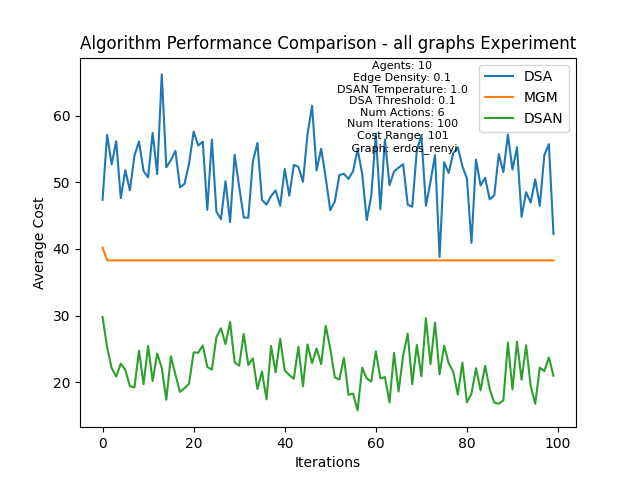 Algorithm Performance Comparison - all graphs Experiment
Agents: 10
Edge Density: 0.1
DSAN Temperature: 1.0
DSA Threshold: 0.1
Num Actions: 6
Num Iterations: 100
Cost Range: 101
Graph: erdos_renyi
DSA
MGM
DSAN
Average Cost
60
50
40
30
20
0
20
40
60
80
100
Iterations